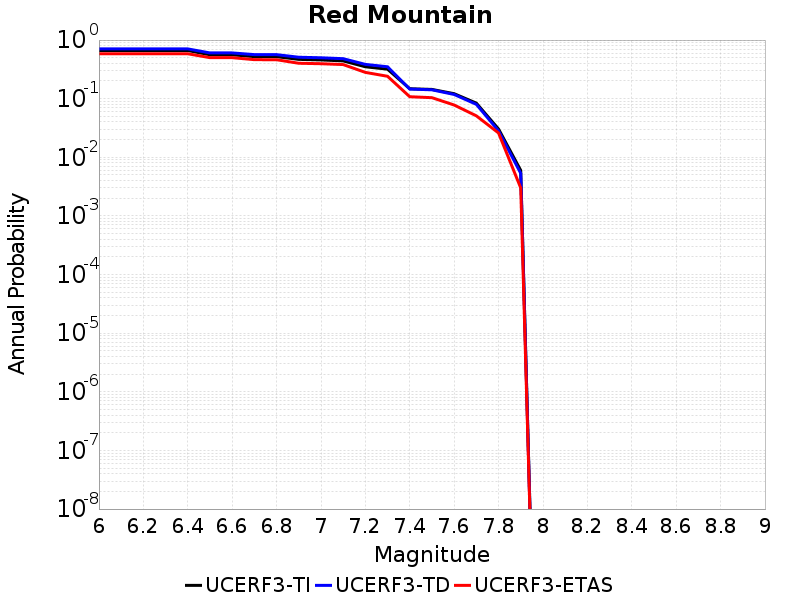 Red Mountain
Annual Probability
10^0
10^-1
10^-2
10^-3
10^-4
10^-5
10^-6
10^-7
10^-8
6 6.2 6.4 6.6 6.8 7 7.2 7.4 7.6 7.8 8 8.2 8.4 8.6 8.8 9
Magnitude
UCERF3-TI UCERF3-TD UCERF3-ETAS